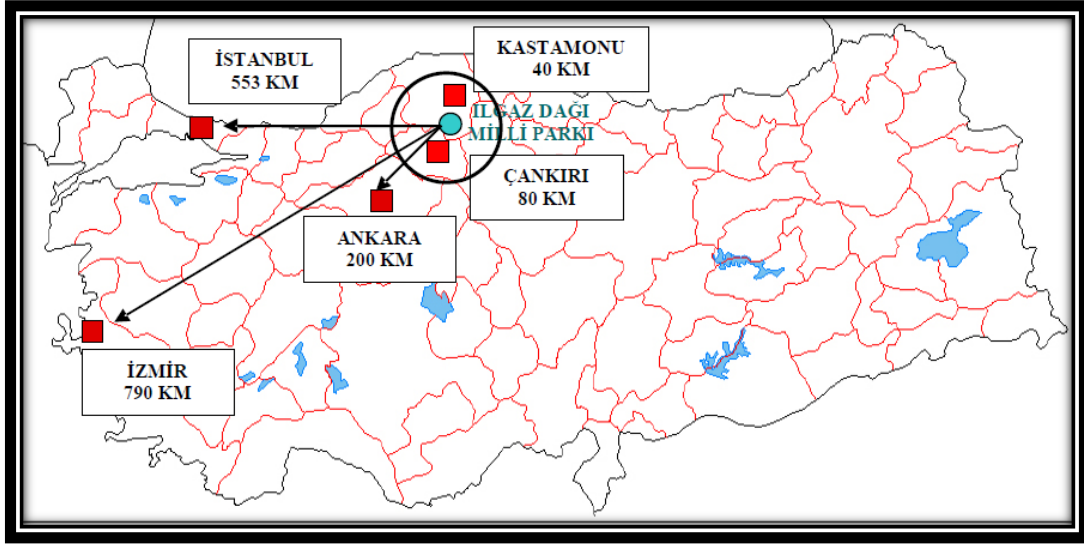 İSTANBUL
553 KM
KASTAMONU
40 KM
ILGAZ DAĞI
MİLLİ PARKI
ÇANKIRI
80 KM
ANKARA
200 KM
İZMİR
790 KM